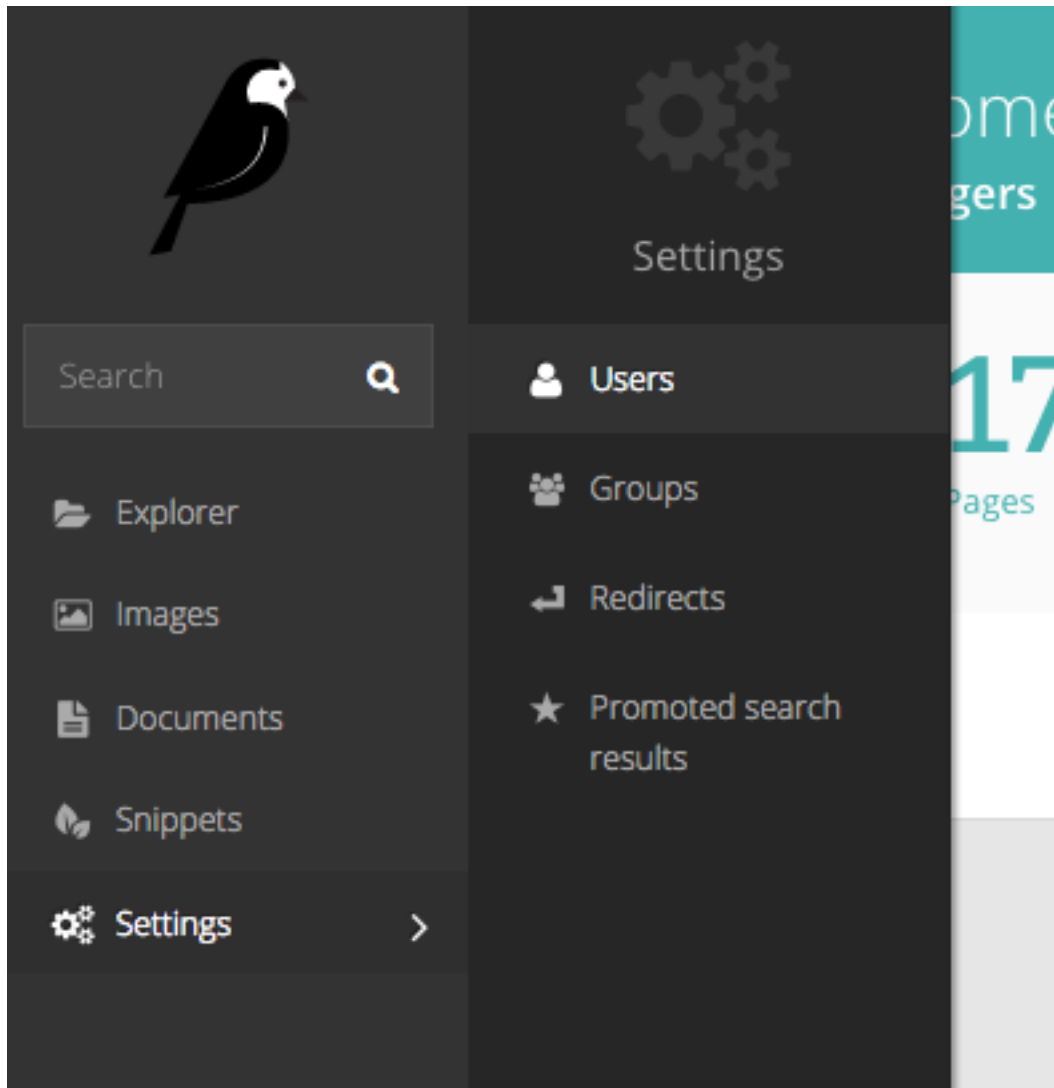 Search
Explorer
Images
Documents
Snippets
Settings
Settings
Users
Groups
Redirects
Promoted search
results
gers
17
Pages